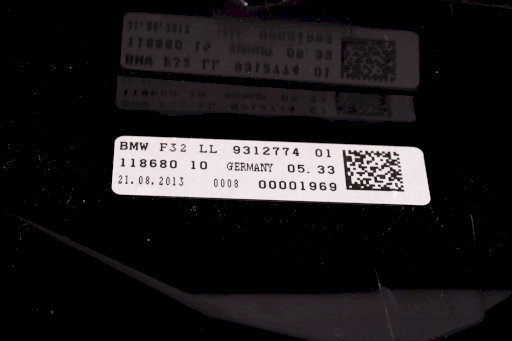 BMW F32 LL 9312774 01
118680 10 GERMANY 05.33
21.08.2013 0008 00001969